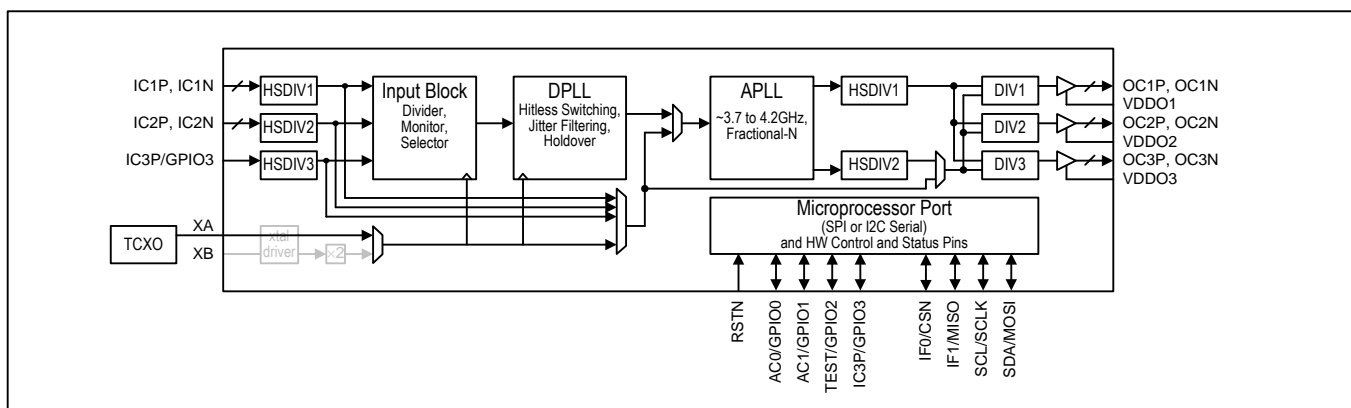 IC1P, IC1N
IC2P, IC2N
IC3P/GPIO3
HSDIV1
HSDIV2
HSDIV3
Input Block
Divider,
Monitor,
Selector
DPLL
Hitless Switching,
Jitter Filtering,
Holdover
APLL
~3.7 to 4.2GHz,
Fractional-N
HSDIV1
HSDIV2
DIV1
DIV2
DIV3
OC1P, OC1N
VDDO1
OC2P, OC2N
VDDO2
OC3P, OC3N
VDDO3
TCXO
XA
XB
xtal
driver
×2
Microprocessor Port
(SPI or I2C Serial)
and HW Control and Status Pins
RSTN
AC0/GPIO0
AC1/GPIO1
TEST/GPIO2
IC3P/GPIO3
IF0/CSN
IF1/MISO
SCL/SCLK
SDA/MOSI